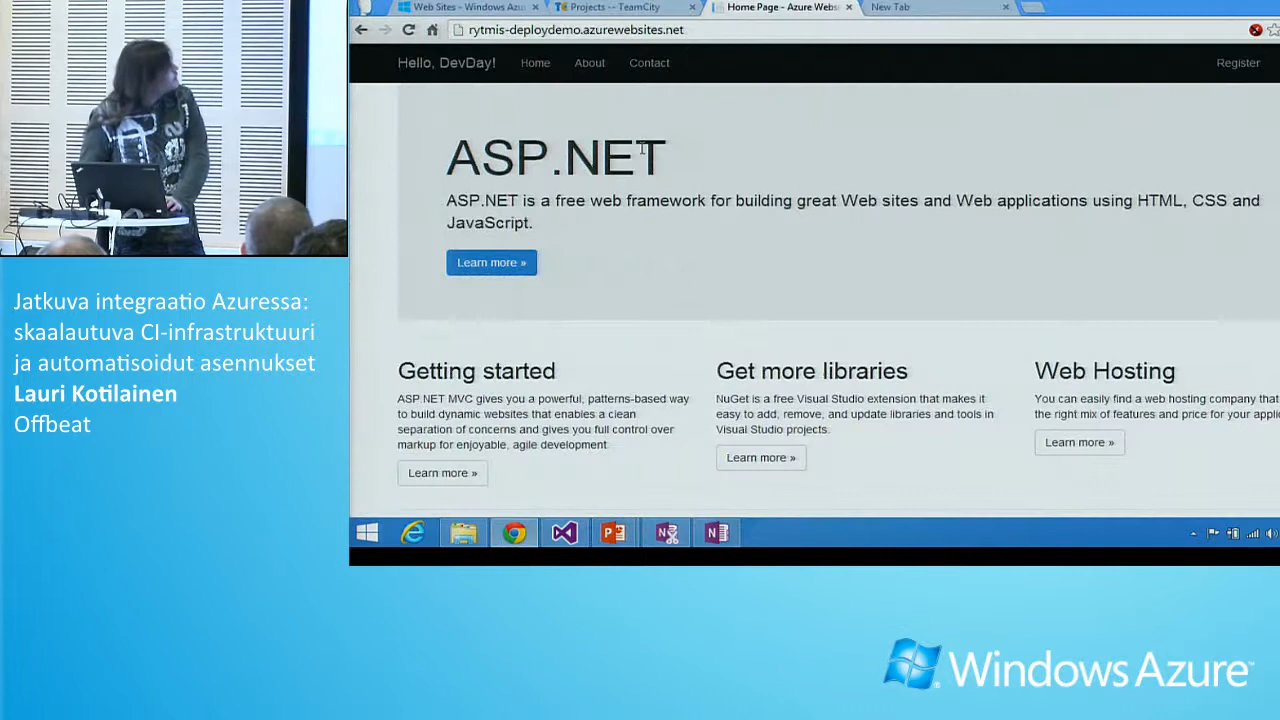 Web Sites - Windows Azu
Projects -- TeamCity
Home Page - Azure Webs
New Tab
rytmis-deploydemo.azurewebsites.net
Hello, DevDay!
Home
About
Contact
Register
ASP.NET
ASP.NET is a free web framework for building great Web sites and Web applications using HTML, CSS and
JavaScript.
Learn more »
Getting started
ASP.NET MVC gives you a powerful, patterns-based way
to build dynamic websites that enables a clean
separation of concerns and gives you full control over
markup for enjoyable, agile development.
Learn more »
Get more libraries
NuGet is a free Visual Studio extension that makes it
easy to add, remove, and update libraries and tools in
Visual Studio projects.
Learn more »
Web Hosting
You can easily find a web hosting company that
the right mix of features and price for your applic
Learn more »
Jatkuva integraatio Azuressa:
skaalautuva CI-infrastruktuuri
ja automatisoidut asennukset
Lauri Kotilainen
Offbeat
Windows Azure™